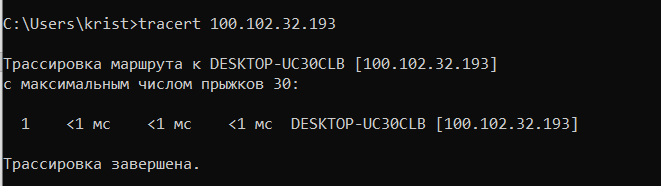 C:\Users\krist>tracert 100.102.32.193
Трассировка маршрута к DESKTOP-UC30CLB [100.102.32.193]
с максимальным числом прыжков 30:
1 <1 мс <1 мс <1 мс DESKTOP-UC30CLB [100.102.32.193]
Трассировка завершена.